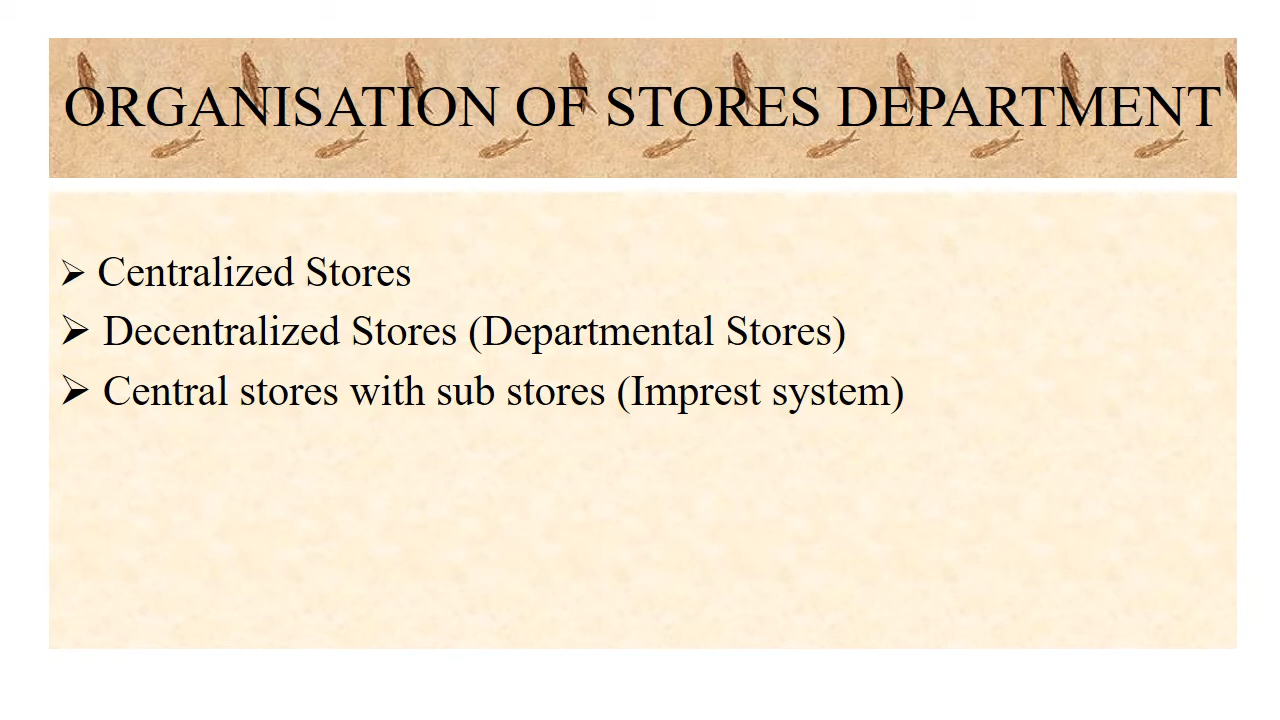 ORGANISATION OF STORES DEPARTMENT
➢ Centralized Stores
➢ Decentralized Stores (Departmental Stores)
➢ Central stores with sub stores (Imprest system)